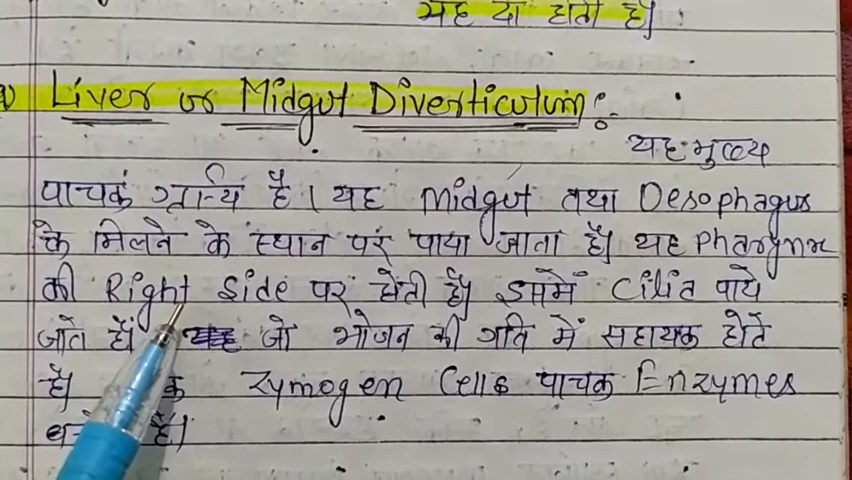 यह दो होती है।
Liver or Midgut Diverticulum :-
यह मुख्य
पाचक ग्रन्थि है। यह Midgut तथा Oesophagus
के मिलने के स्थान पर पाया जाता है। यह Pharynx
की Right side पर होती है। इसमें Cilia पाये
जाते हैं। जो भोजन की गति में सहायक होते
है। Zymogen Cells पाचक Enzymes
है।